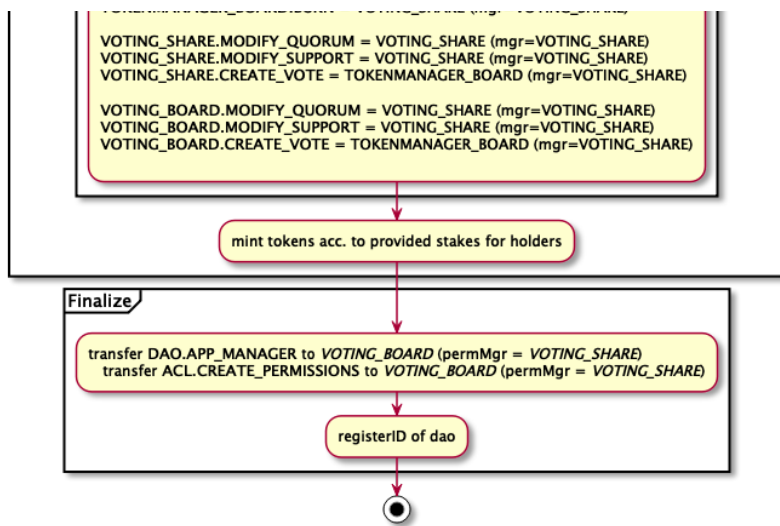 VOTING_SHARE.MODIFY_QUORUM = VOTING_SHARE (mgr=VOTING_SHARE)
VOTING_SHARE.MODIFY_SUPPORT = VOTING_SHARE (mgr=VOTING_SHARE)
VOTING_SHARE.CREATE_VOTE = TOKENMANAGER_BOARD (mgr=VOTING_SHARE)
VOTING_BOARD.MODIFY_QUORUM = VOTING_SHARE (mgr=VOTING_SHARE)
VOTING_BOARD.MODIFY_SUPPORT = VOTING_SHARE (mgr=VOTING_SHARE)
VOTING_BOARD.CREATE_VOTE = TOKENMANAGER_BOARD (mgr=VOTING_SHARE)
mint tokens acc. to provided stakes for holders
Finalize
transfer DAO.APP_MANAGER to VOTING_BOARD (permMgr = VOTING_SHARE)
transfer ACL.CREATE_PERMISSIONS to VOTING_BOARD (permMgr = VOTING_SHARE)
registerID of dao